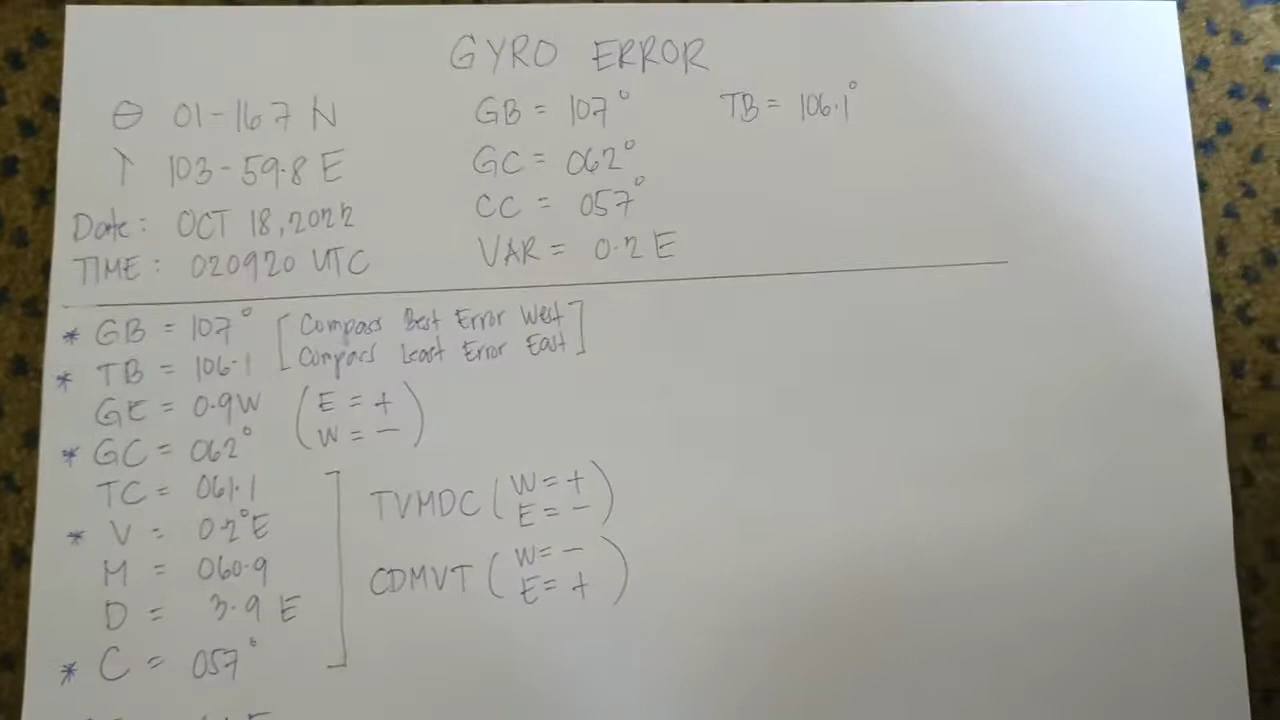 GYRO ERROR
θ 01-16.7 N
λ 103-59.8 E
Date: OCT 18, 2022
TIME: 020920 UTC
GB = 107°
GC = 062°
CC = 057°
VAR = 0.2 E
TB = 106.1°
* GB = 107° [Compass Best Error West]
* TB = 106.1 [Compass Least Error East]
GE = 0.9W (E = +
W = -)
* GC = 062°
TC = 061.1
* V = 0.2°E
M = 060.9
D = 3.9 E
* C = 057°
TVMDC (W = +
E = -)
CDMVT (W = -
E = +)